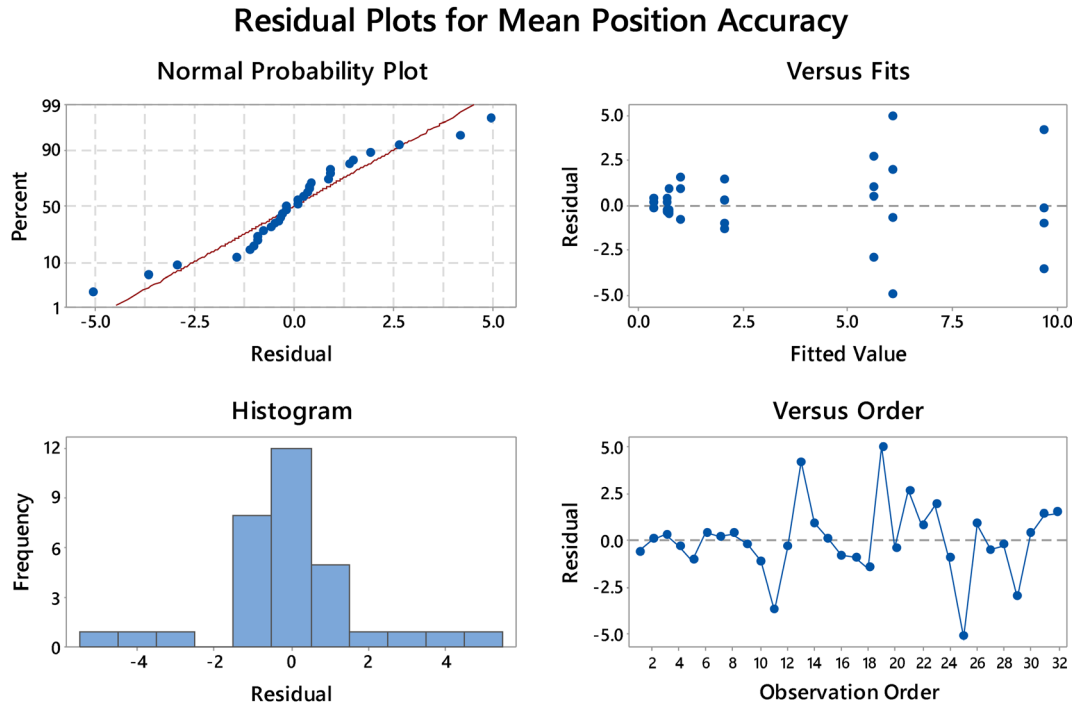 Residual Plots for Mean Position Accuracy
Normal Probability Plot
99
90
50
10
1
Percent
-5.0 -2.5 0.0 2.5 5.0
Residual
Versus Fits
5.0
2.5
0.0
-2.5
-5.0
Residual
0.0 2.5 5.0 7.5 10.0
Fitted Value
Histogram
12
9
6
3
0
Frequency
-4 -2 0 2 4
Residual
Versus Order
5.0
2.5
0.0
-2.5
-5.0
Residual
2 4 6 8 10 12 14 16 18 20 22 24 26 28 30 32
Observation Order